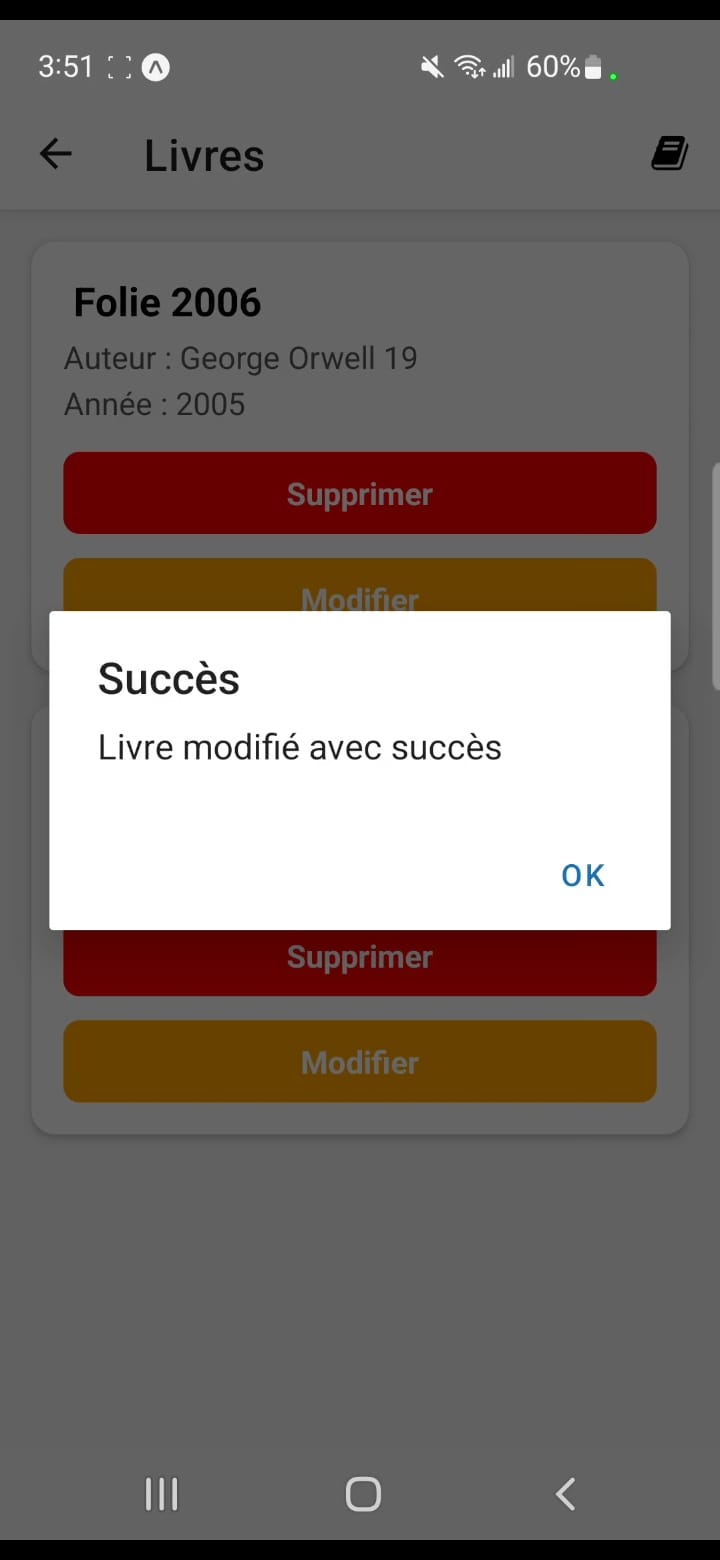 3:51 60%
Livres
Folie 2006
Auteur : George Orwell 19
Année : 2005
Supprimer
Modifier
Succès
Livre modifié avec succès
OK
Supprimer
Modifier